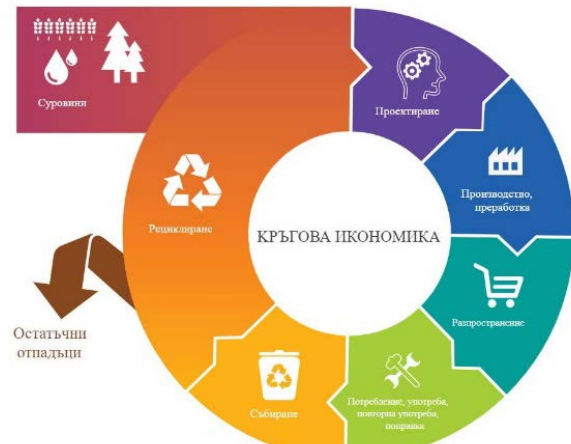 Суровини
Проектиране
Производство,
преработка
Рециклиране
КРЪГОВА ИКОНОМИКА
Разпространение
Остатъчни
отпадъци
Събиране
Потребление, употреба,
повторна употреба,
поправка